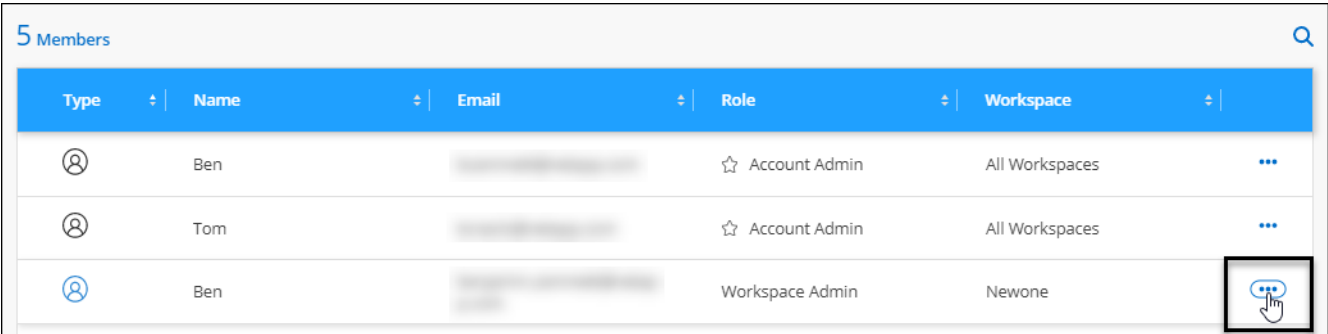 5 Members
Type Name Email Role Workspace
Ben Account Admin All Workspaces
Tom Account Admin All Workspaces
Ben Workspace Admin Newone